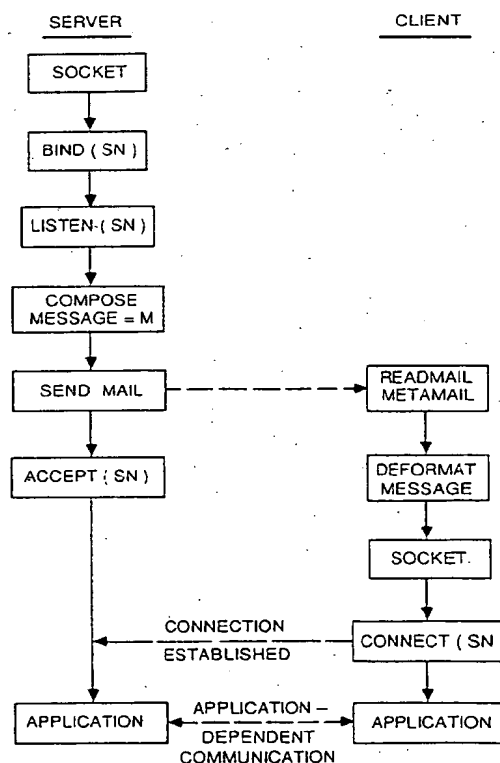 SERVER
CLIENT
SOCKET
BIND (SN)
LISTEN (SN)
COMPOSE
MESSAGE = M
SEND MAIL
READMAIL
METAMAIL
ACCEPT (SN)
DEFORMAT
MESSAGE
SOCKET
CONNECTION
ESTABLISHED
CONNECT (SN
APPLICATION
APPLICATION –
DEPENDENT
COMMUNICATION
APPLICATION